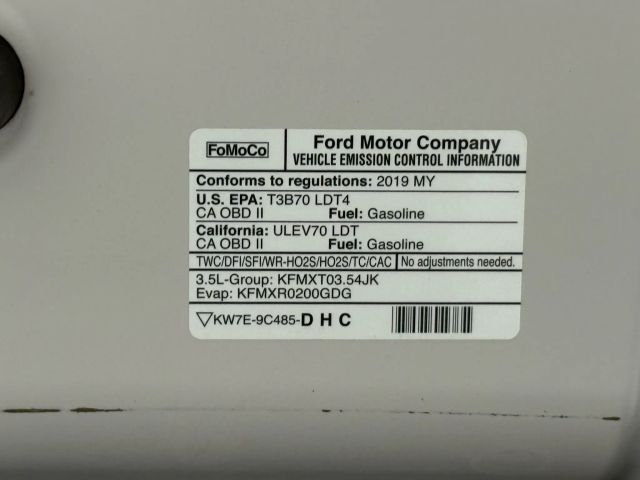 FoMoCo
Ford Motor Company
VEHICLE EMISSION CONTROL INFORMATION
Conforms to regulations: 2019 MY
U.S. EPA: T3B70 LDT4
CA OBD II Fuel: Gasoline
California: ULEV70 LDT
CA OBD II Fuel: Gasoline
TWC/DFI/SFI/WR-HO2S/HO2S/TC/CAC No adjustments needed.
3.5L-Group: KFMXT03.54JK
Evap: KFMXR0200GDG
KW7E-9C485-D H C